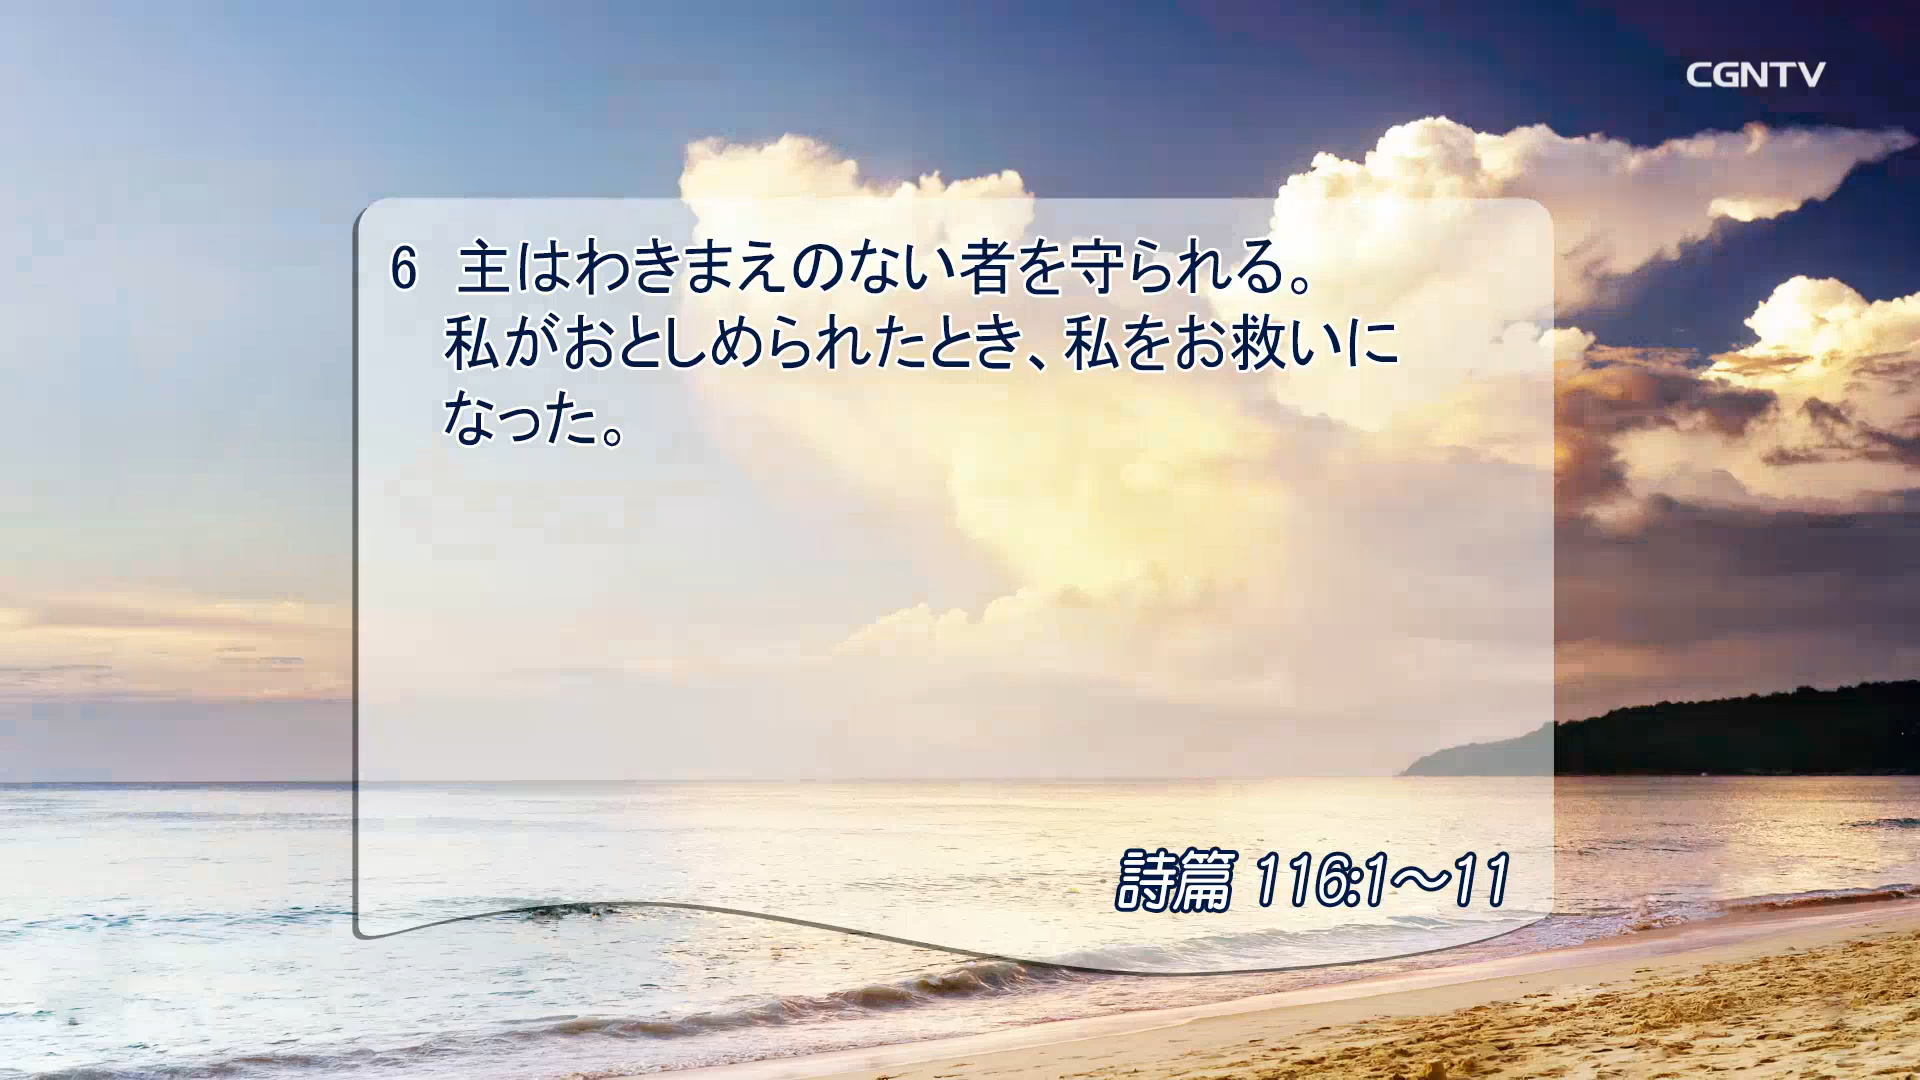 CGNTV
6 主はわきまえのない者を守られる。
私がおとしめられたとき、私をお救いに
なった。
詩篇 116:1～11